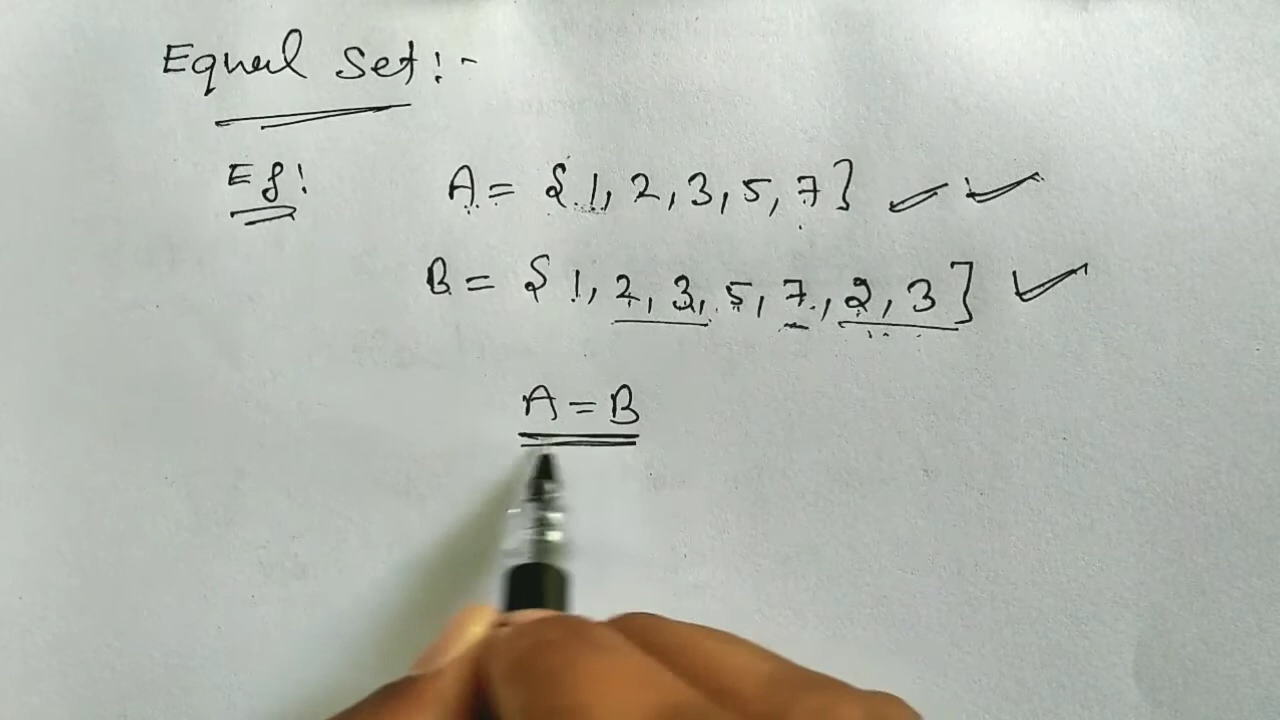 Equal Set:-
Eg:
A = {1, 2, 3, 5, 7}
B = {1, 2, 3, 5, 7, 2, 3}
A = B